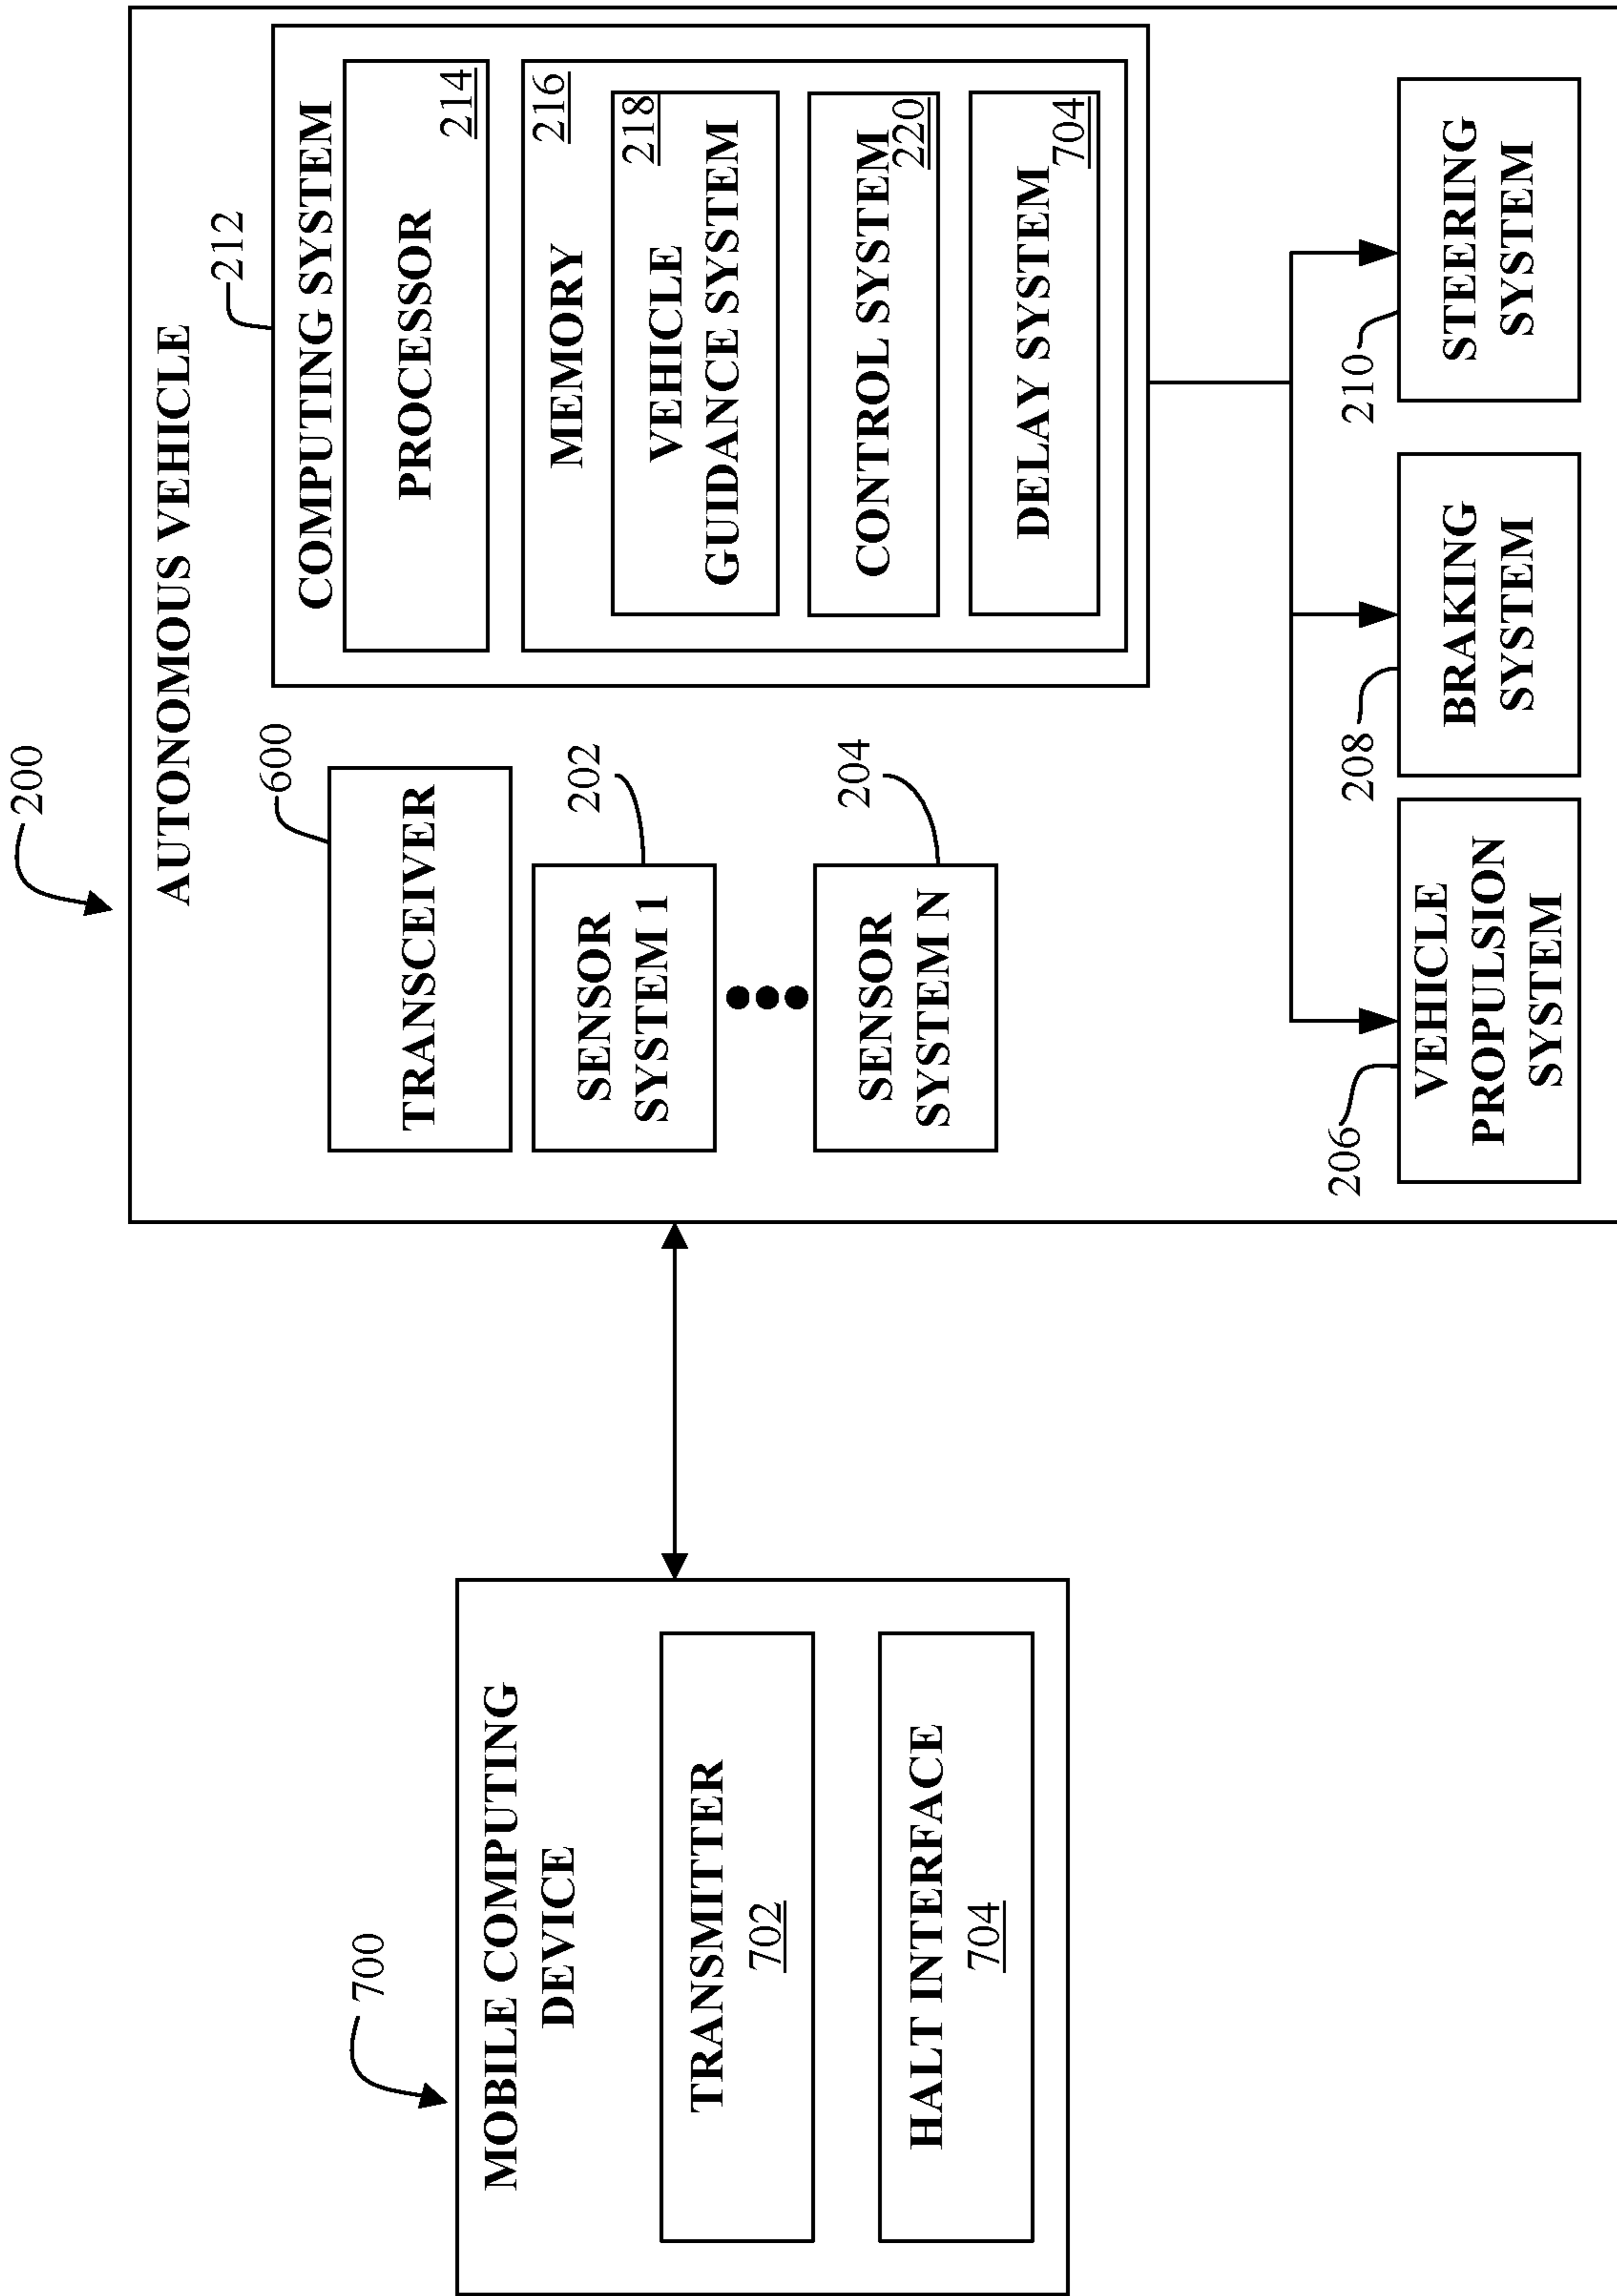 200
AUTONOMOUS VEHICLE
212
COMPUTING SYSTEM
PROCESSOR
214
MEMORY
216
VEHICLE
GUIDANCE SYSTEM
218
CONTROL SYSTEM
220
DELAY SYSTEM
704
600
TRANSCEIVER
202
SENSOR
SYSTEM 1
204
SENSOR
SYSTEM N
206
VEHICLE
PROPULSION
SYSTEM
208
BRAKING
SYSTEM
210
STEERING
SYSTEM
700
MOBILE COMPUTING
DEVICE
TRANSMITTER
702
HALT INTERFACE
704